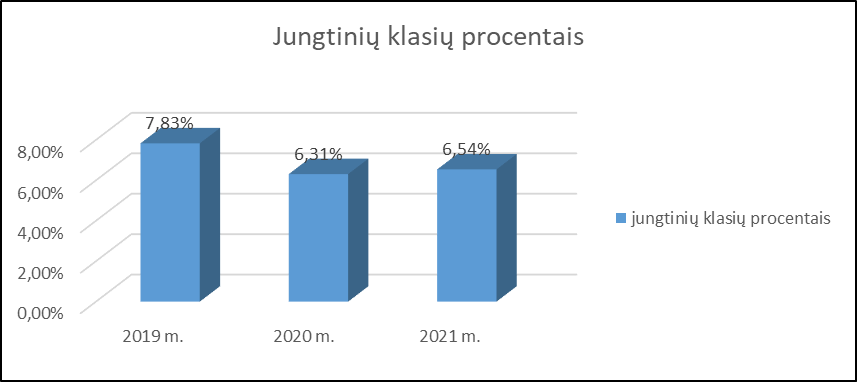 Jungtinių klasių procentais
7,83%
6,31%
6,54%
8,00%
6,00%
4,00%
2,00%
0,00%
2019 m.
2020 m.
2021 m.
jungtinių klasių procentais